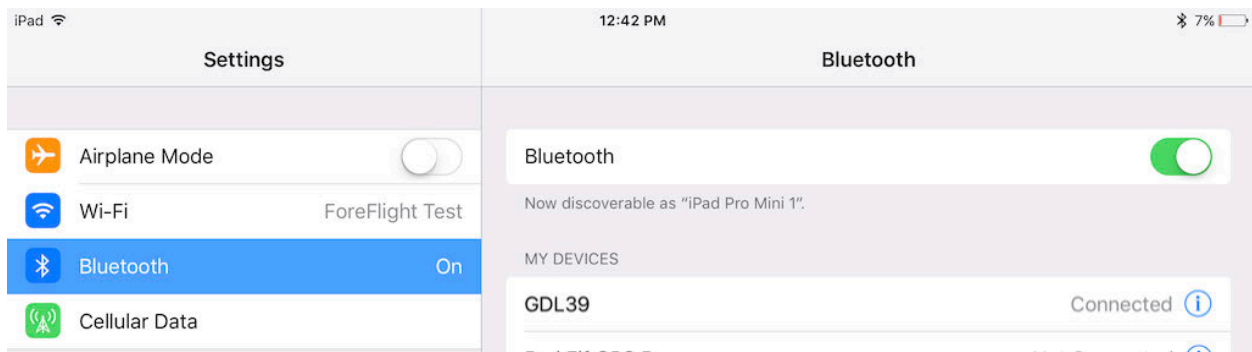 iPad 12:42 PM 7%
Settings Bluetooth
Airplane Mode
Wi-Fi ForeFlight Test
Bluetooth On
Cellular Data
Bluetooth
Now discoverable as “iPad Pro Mini 1”.
MY DEVICES
GDL39 Connected